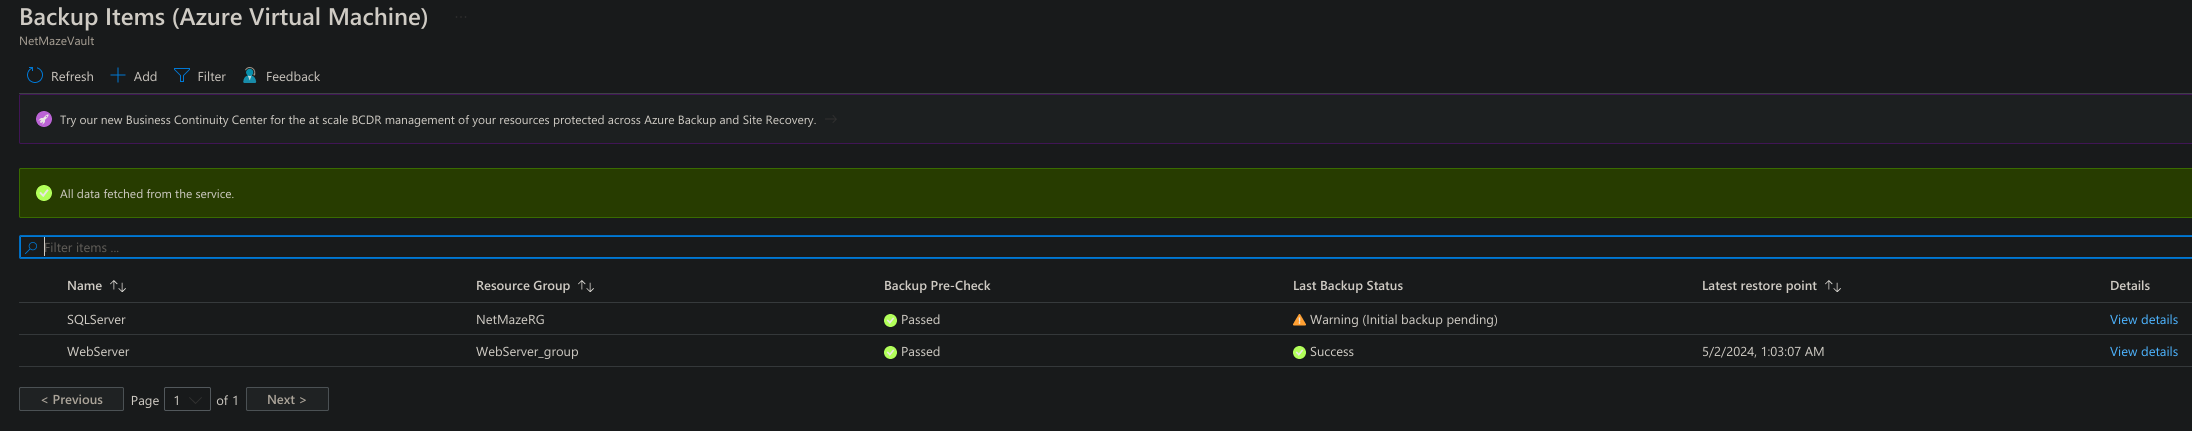 Backup Items (Azure Virtual Machine) ...
NetMazeVault
Refresh Add Filter Feedback
Try our new Business Continuity Center for the at scale BCDR management of your resources protected across Azure Backup and Site Recovery. →
All data fetched from the service.
Filter items ...
Name ↑↓ Resource Group ↑↓ Backup Pre-Check Last Backup Status Latest restore point ↑↓ Details
SQLServer NetMazeRG Passed Warning (Initial backup pending) View details
WebServer WebServer_group Passed Success 5/2/2024, 1:03:07 AM View details
< Previous Page 1 of 1 Next >